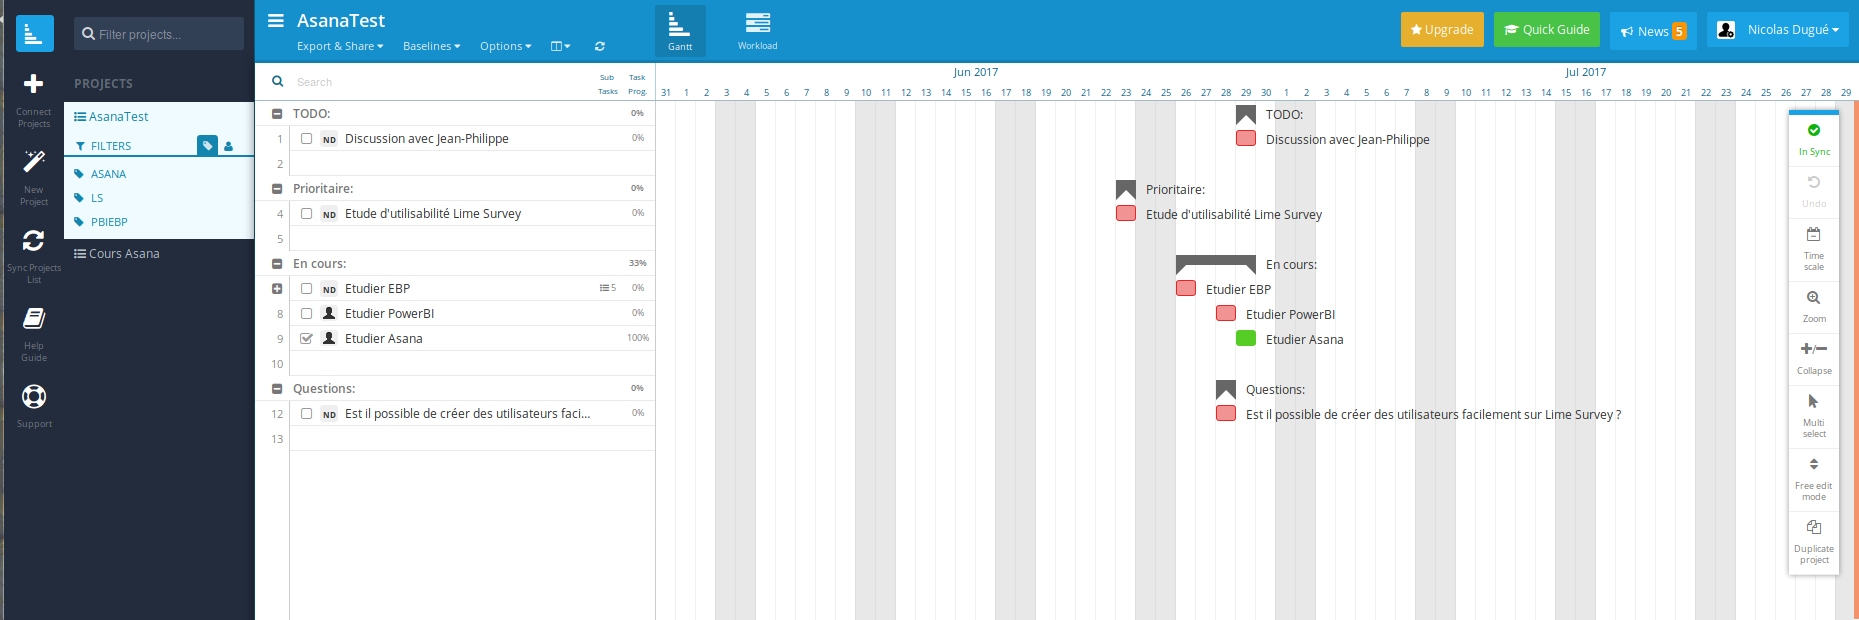 Filter projects...
Connect
Projects
New
Project
Sync Projects
List
Help
Guide
Support
PROJECTS
AsanaTest
FILTERS
ASANA
LS
PBIEBP
Cours Asana
AsanaTest
Export & Share
Baselines
Options
Gantt
Workload
Upgrade
Quick Guide
News 5
Nicolas Dugué
Search
Sub
Tasks
Task
Prog.
Jun 2017
Jul 2017
31 1 2 3 4 5 6 7 8 9 10 11 12 13 14 15 16 17 18 19 20 21 22 23 24 25 26 27 28 29 30 1 2 3 4 5 6 7 8 9 10 11 12 13 14 15 16 17 18 19 20 21 22 23 24 25 26 27 28 29
TODO: 0%
1 ND Discussion avec Jean-Philippe 0%
2
Prioritaire: 0%
4 ND Etude d'utilisabilité Lime Survey 0%
5
En cours: 33%
ND Etudier EBP 5 0%
8 Etudier PowerBI 0%
9 Etudier Asana 100%
10
Questions: 0%
12 ND Est il possible de créer des utilisateurs faci... 0%
13
TODO:
Discussion avec Jean-Philippe
Prioritaire:
Etude d'utilisabilité Lime Survey
En cours:
Etudier EBP
Etudier PowerBI
Etudier Asana
Questions:
Est il possible de créer des utilisateurs facilement sur Lime Survey ?
In Sync
Undo
Time
scale
Zoom
Collapse
Multi
select
Free edit
mode
Duplicate
project